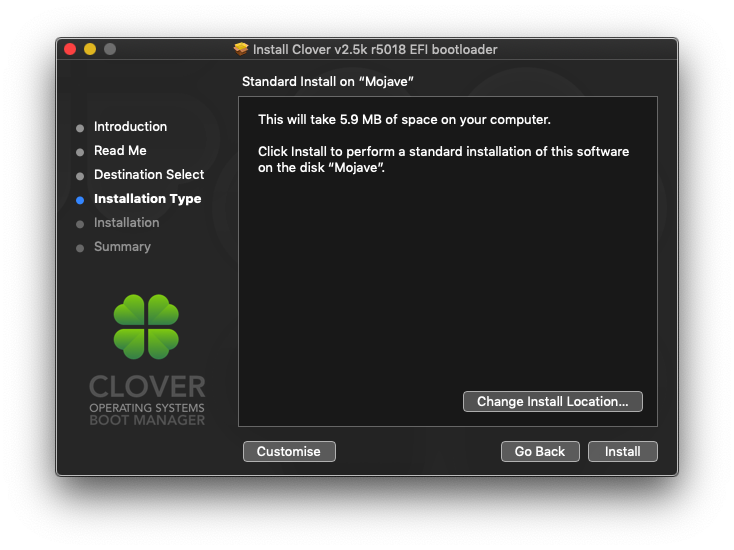 Install Clover v2.5k r5018 EFI bootloader
Standard Install on “Mojave”
Introduction
Read Me
Destination Select
Installation Type
Installation
Summary
This will take 5.9 MB of space on your computer.
Click Install to perform a standard installation of this software
on the disk “Mojave”.
CLOVER
OPERATING SYSTEMS
BOOT MANAGER
Change Install Location...
Customise
Go Back
Install